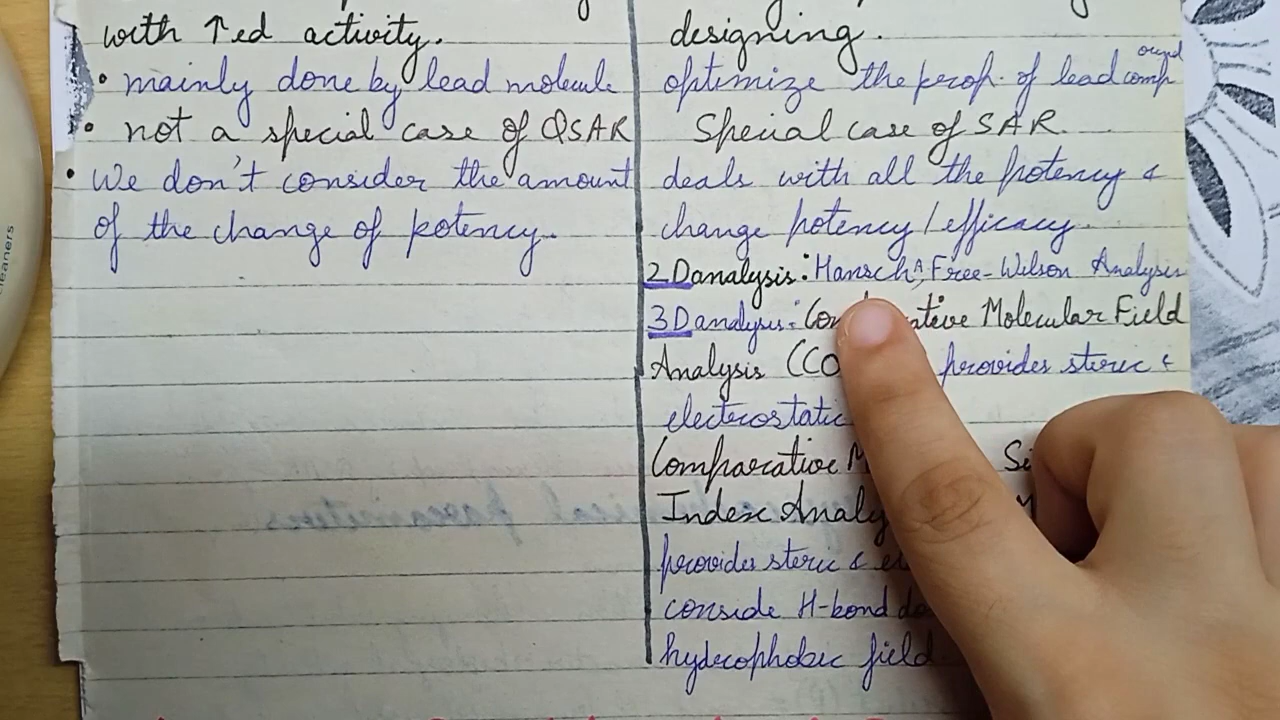 with ↑ed activity.
• mainly done by lead molecule
• not a special case of QSAR
• We don't consider the amount
of the change of potency.
designing.
optimize the prop. of lead compound
Special case of SAR.
deals with all the potency &
change potency/efficacy.
2D analysis: Hansch A, Free-Wilson Analysis
3D analysis: Molecular Field
Analysis provides steric &
electrostatic
Comparative
Index
provides steric &
conside H-bond
hydrophobic field
cleaners